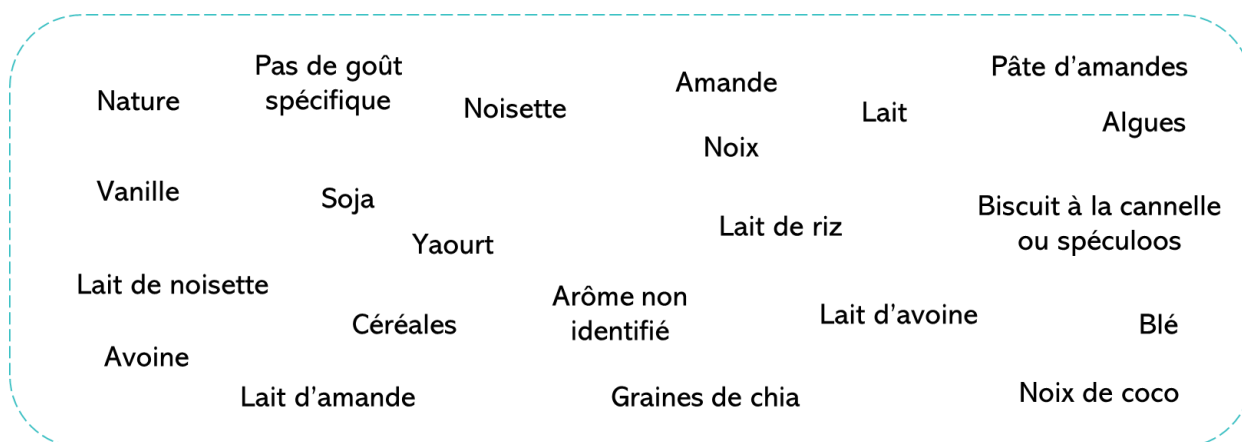 Pas de goût
spécifique
Nature
Noisette
Amande
Noix
Lait
Pâte d'amandes
Algues
Vanille
Soja
Yaourt
Lait de riz
Biscuit à la cannelle
ou spéculoos
Lait de noisette
Céréales
Arôme non
identifié
Lait d'avoine
Blé
Avoine
Lait d'amande
Graines de chia
Noix de coco